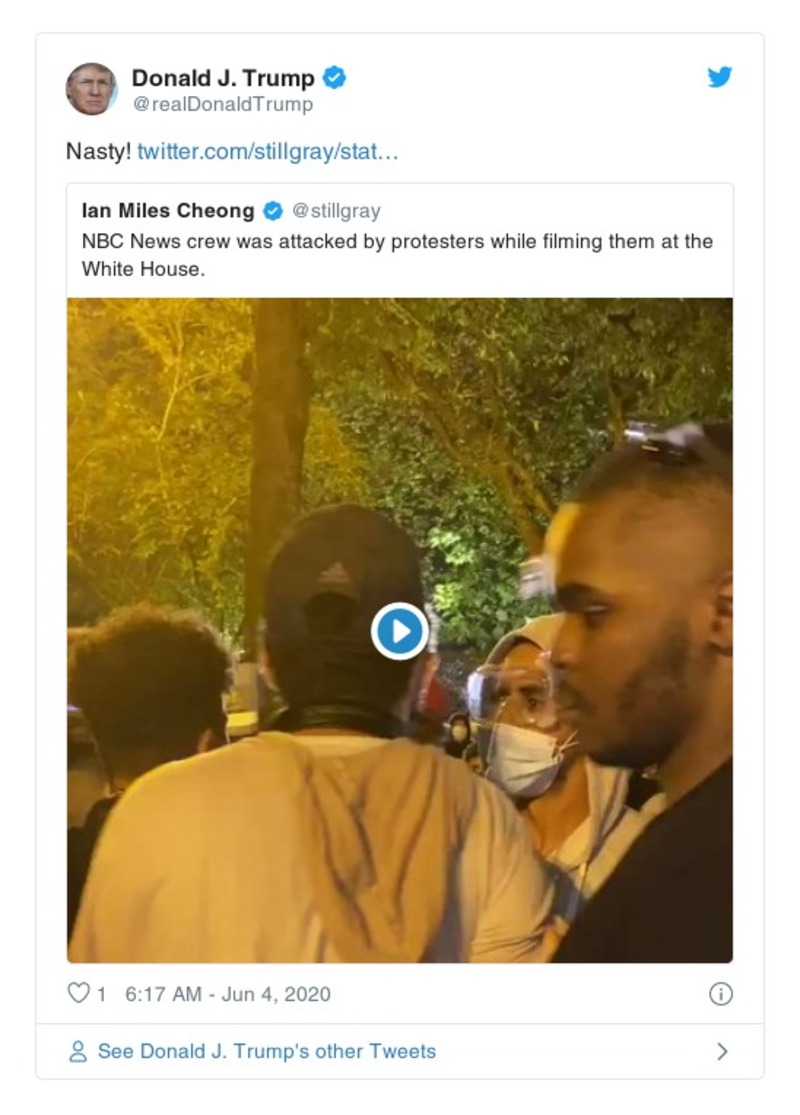 Donald J. Trump
@realDonaldTrump
Nasty! twitter.com/stillgray/stat…
Ian Miles Cheong @stillgray
NBC News crew was attacked by protesters while filming them at the
White House.
1 6:17 AM - Jun 4, 2020
See Donald J. Trump's other Tweets